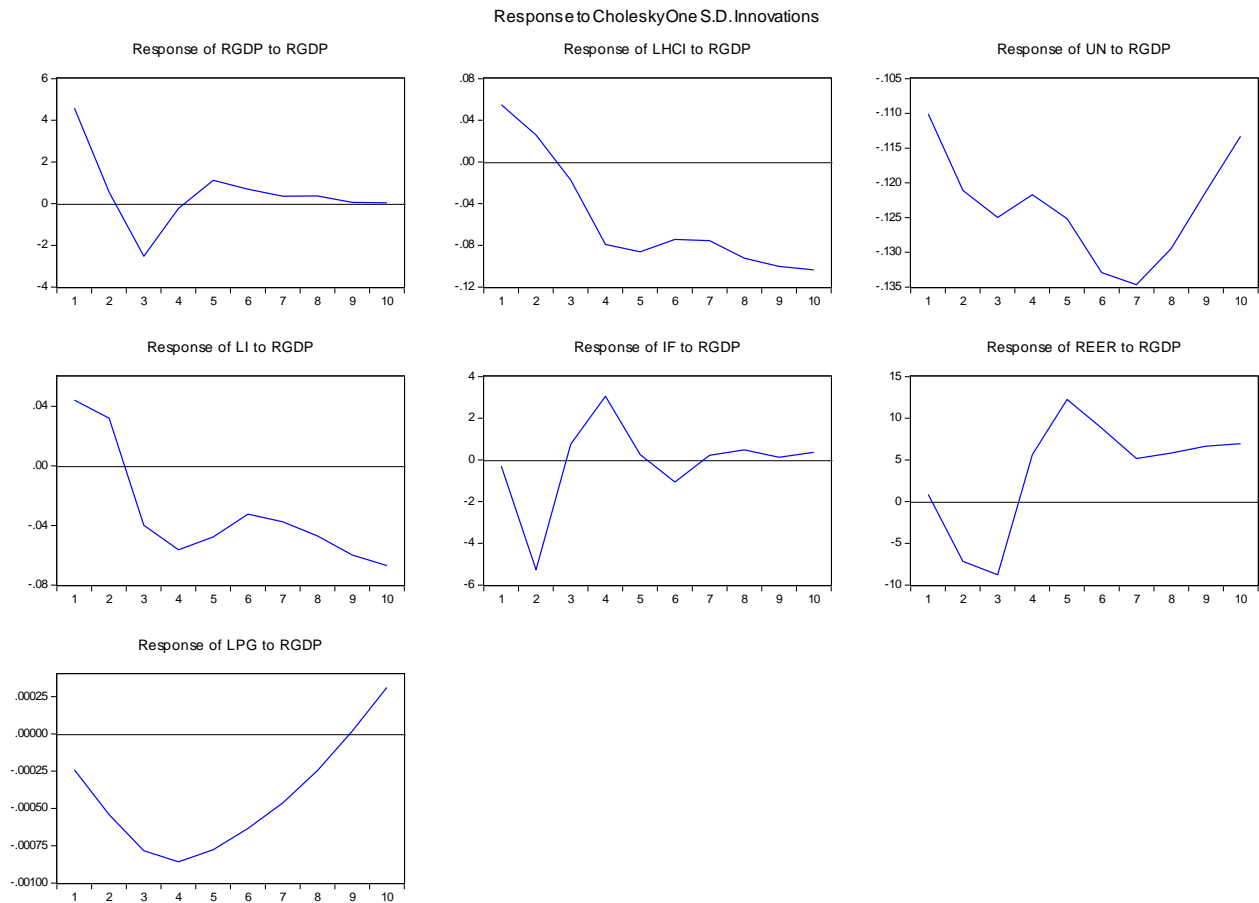 Response to Cholesky One S.D. Innovations
Response of RGDP to RGDP
6
4
2
0
-2
-4
1 2 3 4 5 6 7 8 9 10
Response of LHCI to RGDP
.08
.04
.00
-.04
-.08
-.12
1 2 3 4 5 6 7 8 9 10
Response of UN to RGDP
-.105
-.110
-.115
-.120
-.125
-.130
-.135
1 2 3 4 5 6 7 8 9 10
Response of LI to RGDP
.04
.00
-.04
-.08
1 2 3 4 5 6 7 8 9 10
Response of IF to RGDP
4
2
0
-2
-4
-6
1 2 3 4 5 6 7 8 9 10
Response of REER to RGDP
15
10
5
0
-5
-10
1 2 3 4 5 6 7 8 9 10
Response of LPG to RGDP
.00025
.00000
-.00025
-.00050
-.00075
-.00100
1 2 3 4 5 6 7 8 9 10